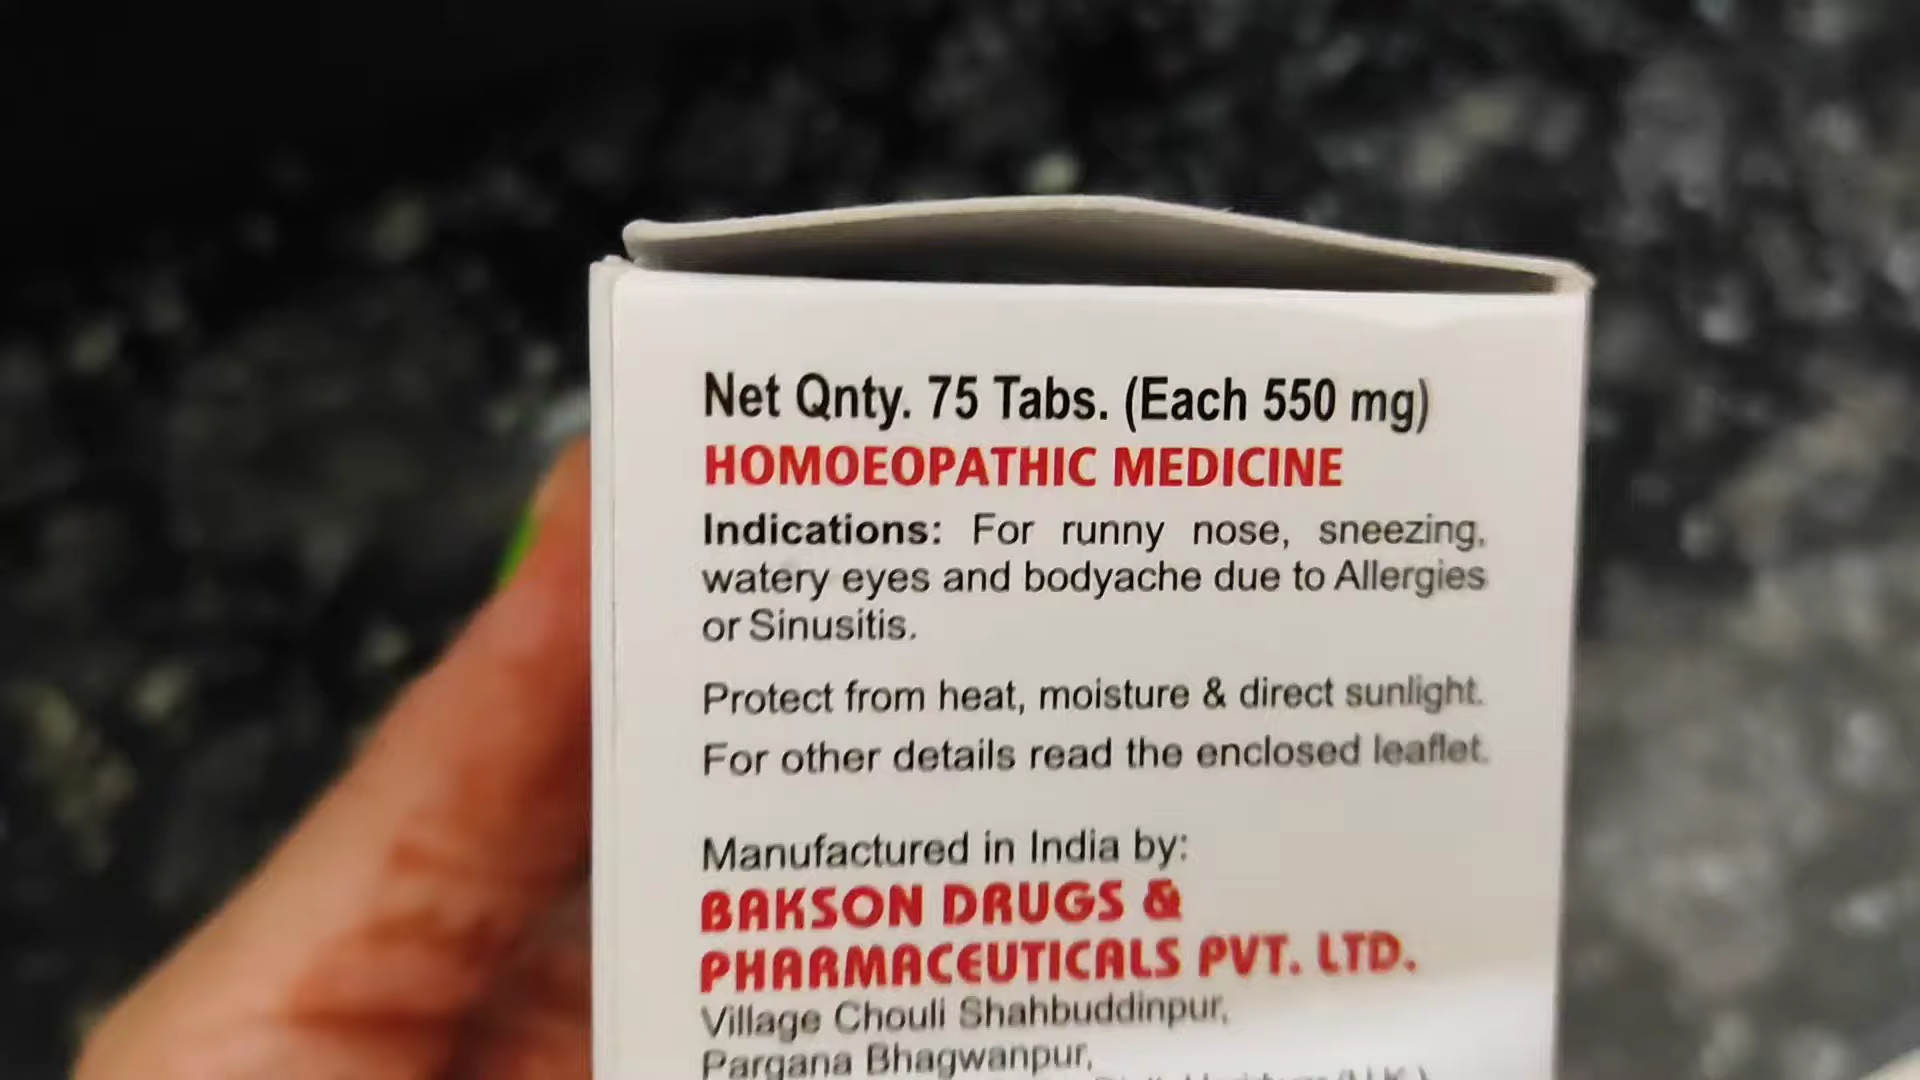 Net Qnty. 75 Tabs. (Each 550 mg)
HOMOEOPATHIC MEDICINE
Indications: For runny nose, sneezing,
watery eyes and bodyache due to Allergies
or Sinusitis.
Protect from heat, moisture & direct sunlight.
For other details read the enclosed leaflet.
Manufactured in India by:
BAKSON DRUGS &
PHARMACEUTICALS PVT. LTD.
Village Chouli Shahbuddinpur,
Pargana Bhagwanpur,